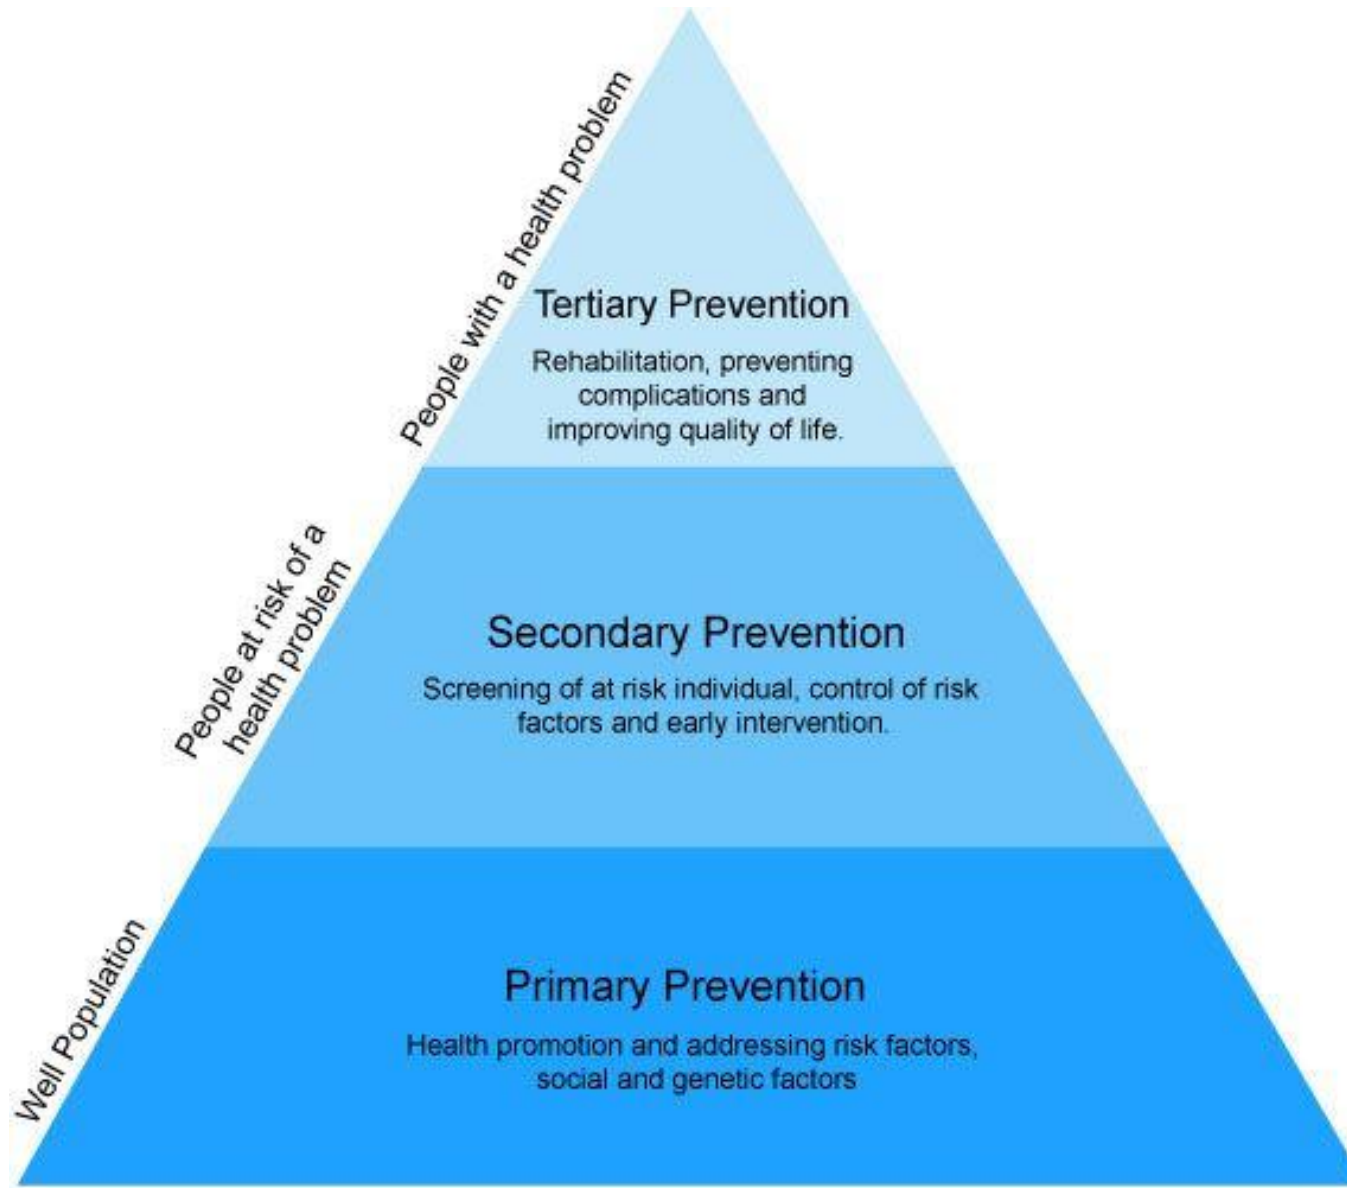 People with a health problem
Tertiary Prevention
Rehabilitation, preventing
complications and
improving quality of life.
People at risk of a
health problem
Secondary Prevention
Screening of at risk individual, control of risk
factors and early intervention.
Well Population
Primary Prevention
Health promotion and addressing risk factors,
social and genetic factors